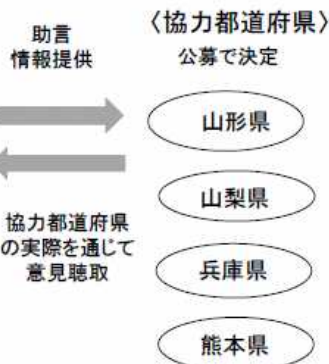 助言
情報提供
〈協力都道府県〉
公募で決定
山形県
山梨県
兵庫県
熊本県
協力都道府県
の実際を通じて
意見聴取